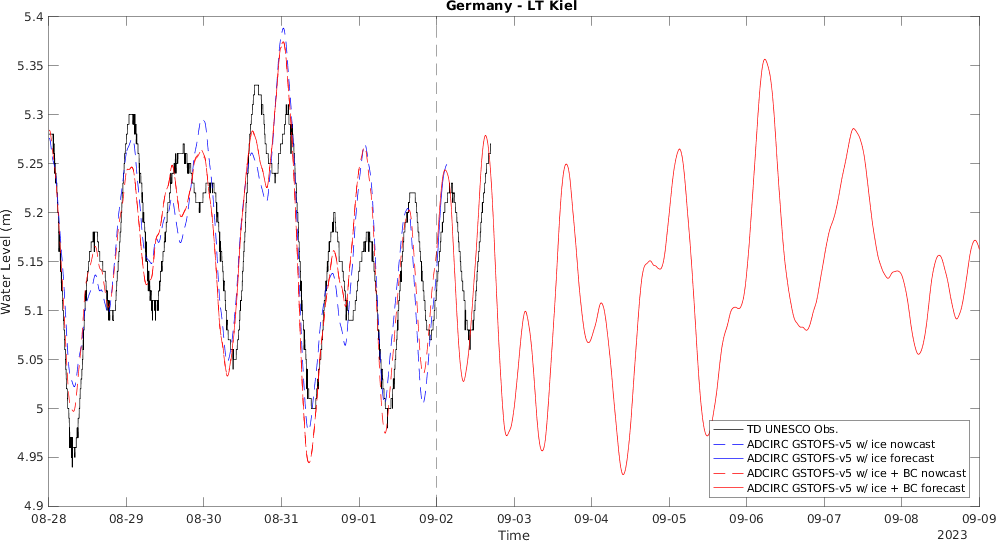 Germany - LT Kiel
5.4
5.35
5.3
5.25
5.2
5.15
5.1
5.05
5
4.95
4.9
Water Level (m)
TD UNESCO Obs.
ADCIRC GSTOFS-v5 w/ ice nowcast
ADCIRC GSTOFS-v5 w/ ice forecast
ADCIRC GSTOFS-v5 w/ ice + BC nowcast
ADCIRC GSTOFS-v5 w/ ice + BC forecast
08-28 08-29 08-30 08-31 09-01 09-02 09-03 09-04 09-05 09-06 09-07 09-08 09-09
Time
2023